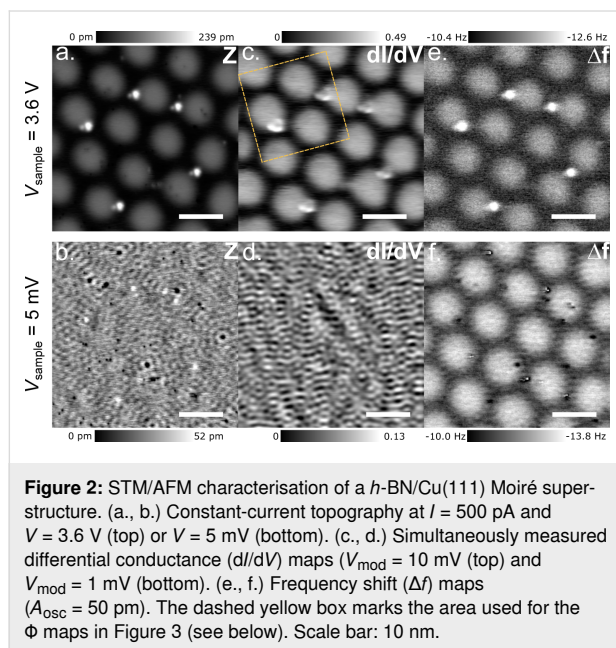 0 pm 239 pm 0 0.49 -10.4 Hz -12.6 Hz
a. Z c. dI/dV e. Δf
Vsample = 3.6 V
b. Z d. dI/dV f. Δf
Vsample = 5 mV
0 pm 52 pm 0 0.13 -10.0 Hz -13.8 Hz
Figure 2: STM/AFM characterisation of a h-BN/Cu(111) Moiré super-
structure. (a., b.) Constant-current topography at I = 500 pA and
V = 3.6 V (top) or V = 5 mV (bottom). (c., d.) Simultaneously measured
differential conductance (dI/dV) maps (Vmod = 10 mV (top) and
Vmod = 1 mV (bottom). (e., f.) Frequency shift (Δf) maps
(Aosc = 50 pm). The dashed yellow box marks the area used for the
Φ maps in Figure 3 (see below). Scale bar: 10 nm.